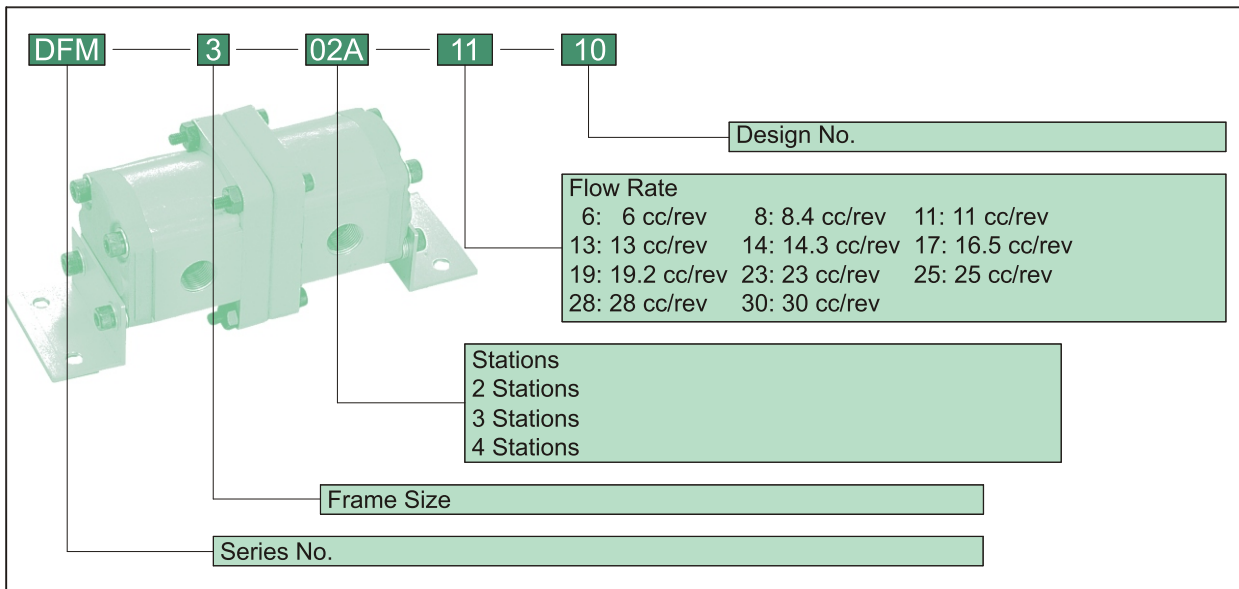 DFM 3 02A 11 10
Design No.
Flow Rate
6: 6 cc/rev 8: 8.4 cc/rev 11: 11 cc/rev
13: 13 cc/rev 14: 14.3 cc/rev 17: 16.5 cc/rev
19: 19.2 cc/rev 23: 23 cc/rev 25: 25 cc/rev
28: 28 cc/rev 30: 30 cc/rev
Stations
2 Stations
3 Stations
4 Stations
Frame Size
Series No.